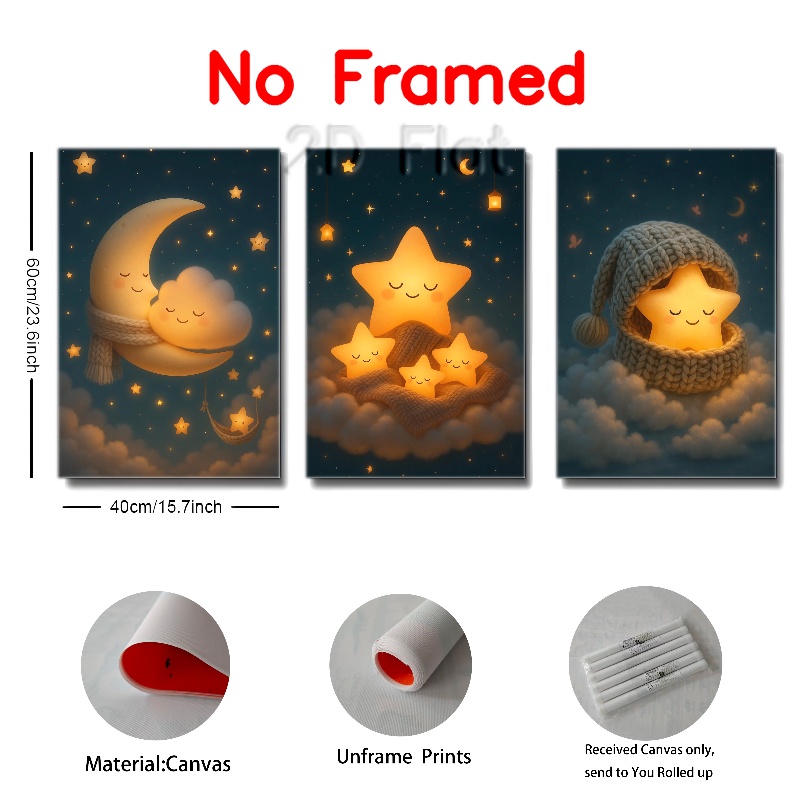 No Framed
2D Flat
60cm/23.6inch
40cm/15.7inch
Material:Canvas
Unframe Prints
Received Canvas only,
send to You Rolled up